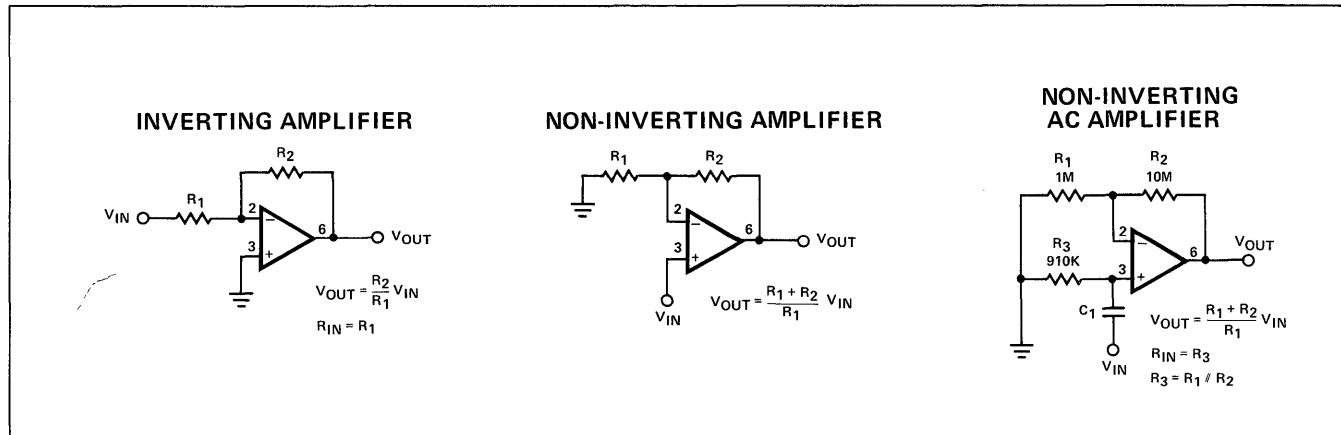 INVERTING AMPLIFIER
R2
R1
VIN
2
−
3
+
6
VOUT
VOUT = R2/R1 VIN
RIN = R1
NON-INVERTING AMPLIFIER
R1
R2
2
−
3
+
6
VOUT
VIN
VOUT = R1 + R2/R1 VIN
NON-INVERTING
AC AMPLIFIER
R1
1M
R2
10M
2
−
R3
910K
3
+
6
VOUT
C1
VIN
VOUT = R1 + R2/R1 VIN
RIN = R3
R3 = R1 // R2